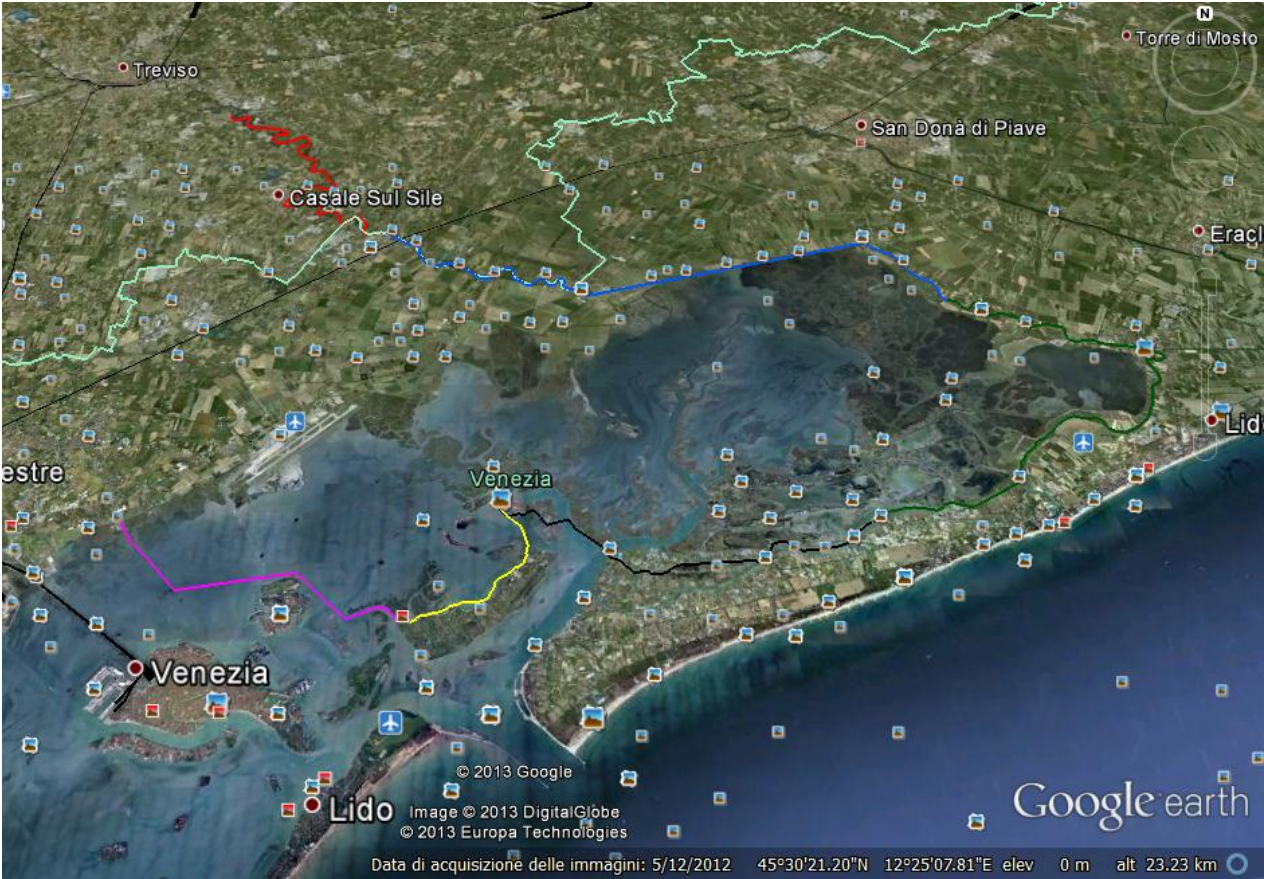 N
Torre di Mosto
Treviso
San Donà di Piave
Casale Sul Sile
Eracl
Lid
estre
Venezia
Venezia
© 2013 Google
Lido
Image © 2013 DigitalGlobe
© 2013 Europa Technologies
Google earth
Data di acquisizione delle immagini: 5/12/2012 45°30'21.20"N 12°25'07.81"E elev 0 m alt 23.23 km